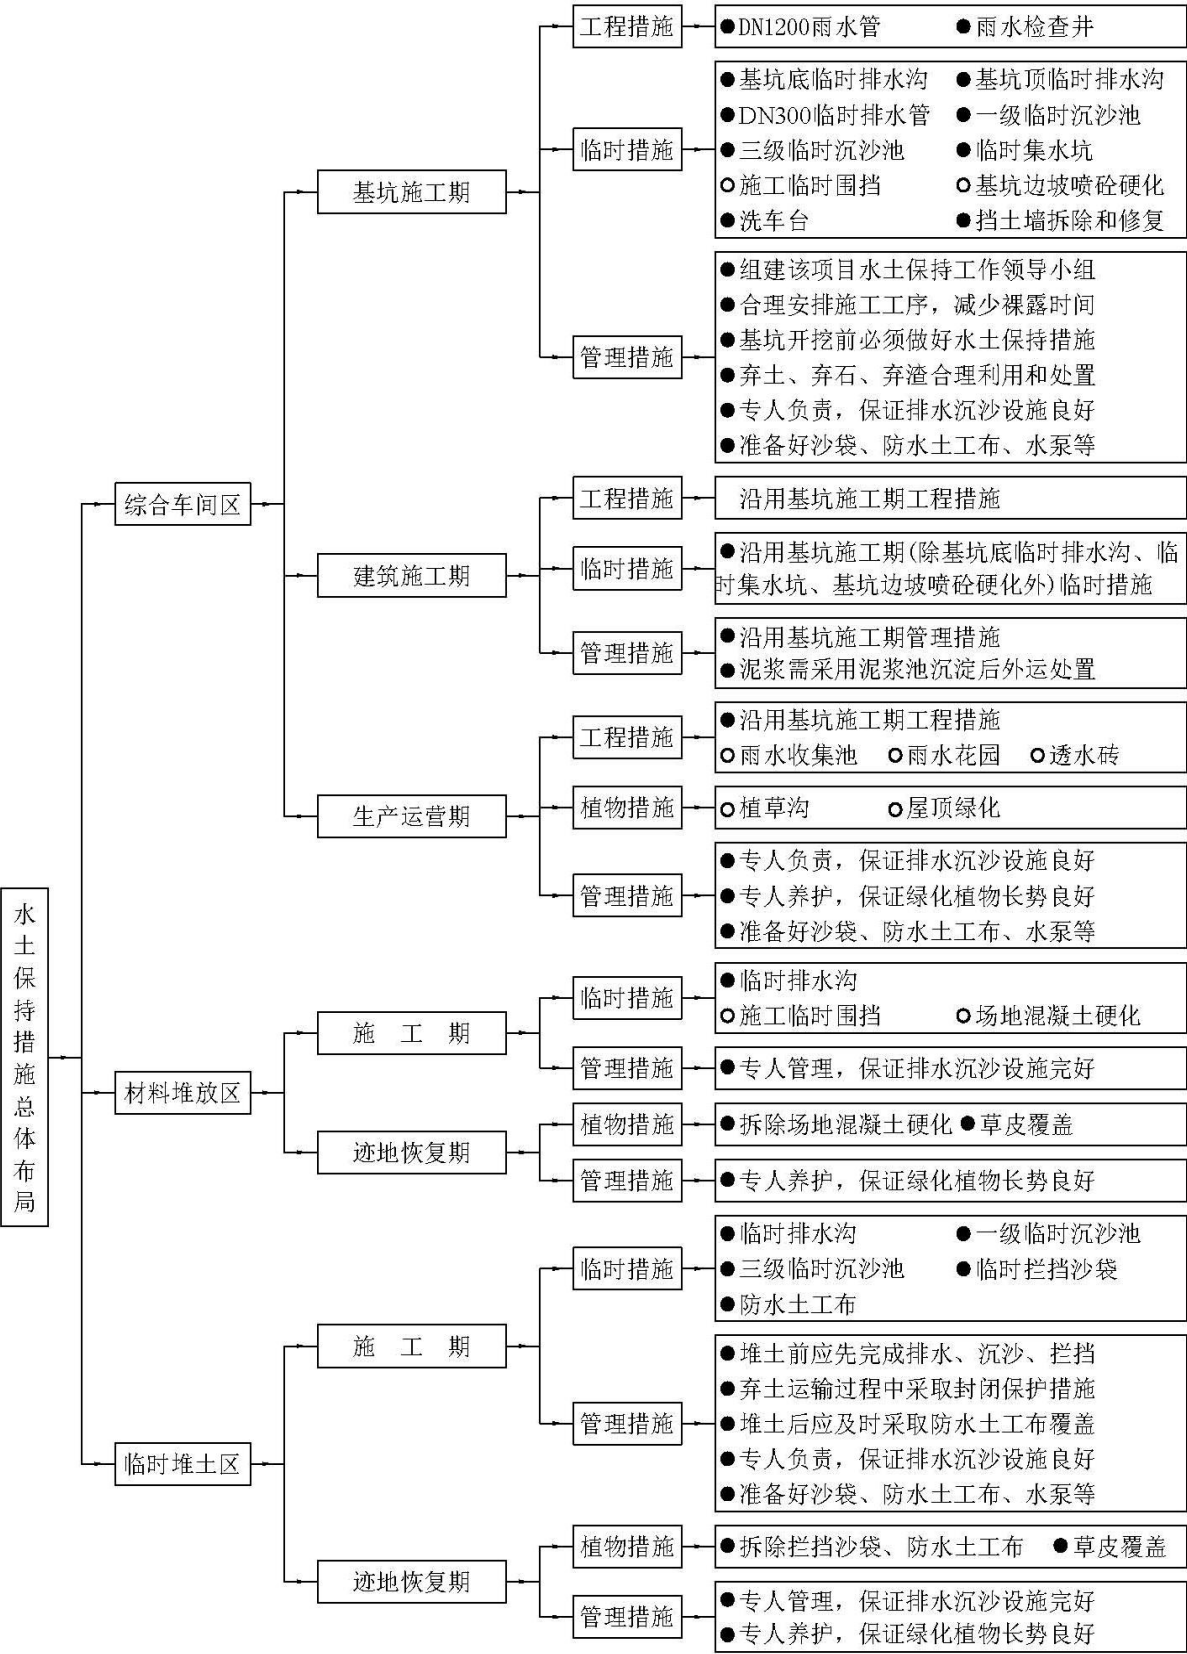 水土保持措施总体布局
综合车间区
基坑施工期
工程措施
●DN1200雨水管 ●雨水检查井
临时措施
●基坑底临时排水沟 ●基坑顶临时排水沟
●DN300临时排水管 ●一级临时沉沙池
●三级临时沉沙池 ●临时集水坑
○施工临时围挡 ○基坑边坡喷砼硬化
●洗车台 ●挡土墙拆除和修复
管理措施
●组建该项目水土保持工作领导小组
●合理安排施工工序，减少裸露时间
●基坑开挖前必须做好水土保持措施
●弃土、弃石、弃渣合理利用和处置
●专人负责，保证排水沉沙设施良好
●准备好沙袋、防水土工布、水泵等
建筑施工期
工程措施
沿用基坑施工期工程措施
临时措施
●沿用基坑施工期(除基坑底临时排水沟、临
时集水坑、基坑边坡喷砼硬化外)临时措施
管理措施
●沿用基坑施工期管理措施
●泥浆需采用泥浆池沉淀后外运处置
生产运营期
工程措施
●沿用基坑施工期工程措施
○雨水收集池 ○雨水花园 ○透水砖
植物措施
○植草沟 ○屋顶绿化
管理措施
●专人负责，保证排水沉沙设施良好
●专人养护，保证绿化植物长势良好
●准备好沙袋、防水土工布、水泵等
材料堆放区
施 工 期
临时措施
●临时排水沟
○施工临时围挡 ○场地混凝土硬化
管理措施
●专人管理，保证排水沉沙设施完好
迹地恢复期
植物措施
●拆除场地混凝土硬化 ●草皮覆盖
管理措施
●专人养护，保证绿化植物长势良好
临时堆土区
施 工 期
临时措施
●临时排水沟 ●一级临时沉沙池
●三级临时沉沙池 ●临时拦挡沙袋
●防水土工布
管理措施
●堆土前应先完成排水、沉沙、拦挡
●弃土运输过程中采取封闭保护措施
●堆土后应及时采取防水土工布覆盖
●专人负责，保证排水沉沙设施良好
●准备好沙袋、防水土工布、水泵等
迹地恢复期
植物措施
●拆除拦挡沙袋、防水土工布 ●草皮覆盖
管理措施
●专人管理，保证排水沉沙设施完好
●专人养护，保证绿化植物长势良好